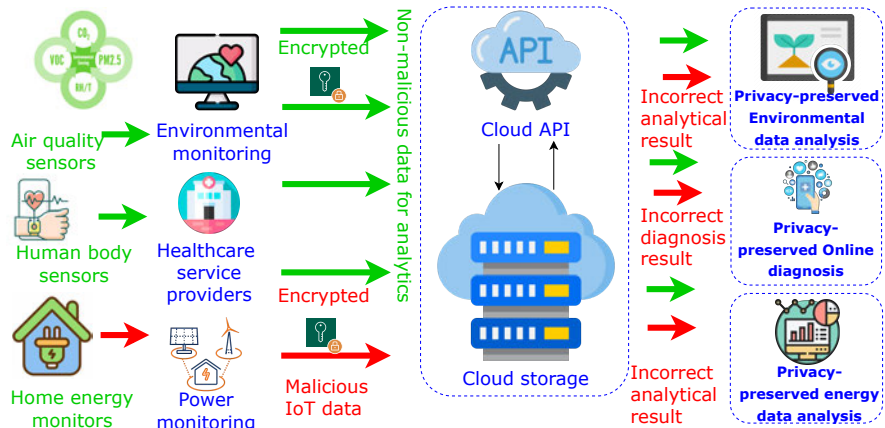 CO₂
VOC
PM2.5
RH/T
Air quality
sensors
Human body
sensors
Home energy
monitors
Environmental
monitoring
Healthcare
service
providers
Power
monitoring
Encrypted
Encrypted
Malicious
IoT data
Non-malicious data for analytics
API
Cloud API
Cloud storage
Incorrect
analytical
result
Incorrect
diagnosis
result
Incorrect
analytical
result
Privacy-preserved
Environmental
data analysis
Privacy-
preserved Online
diagnosis
Privacy-
preserved energy
data analysis